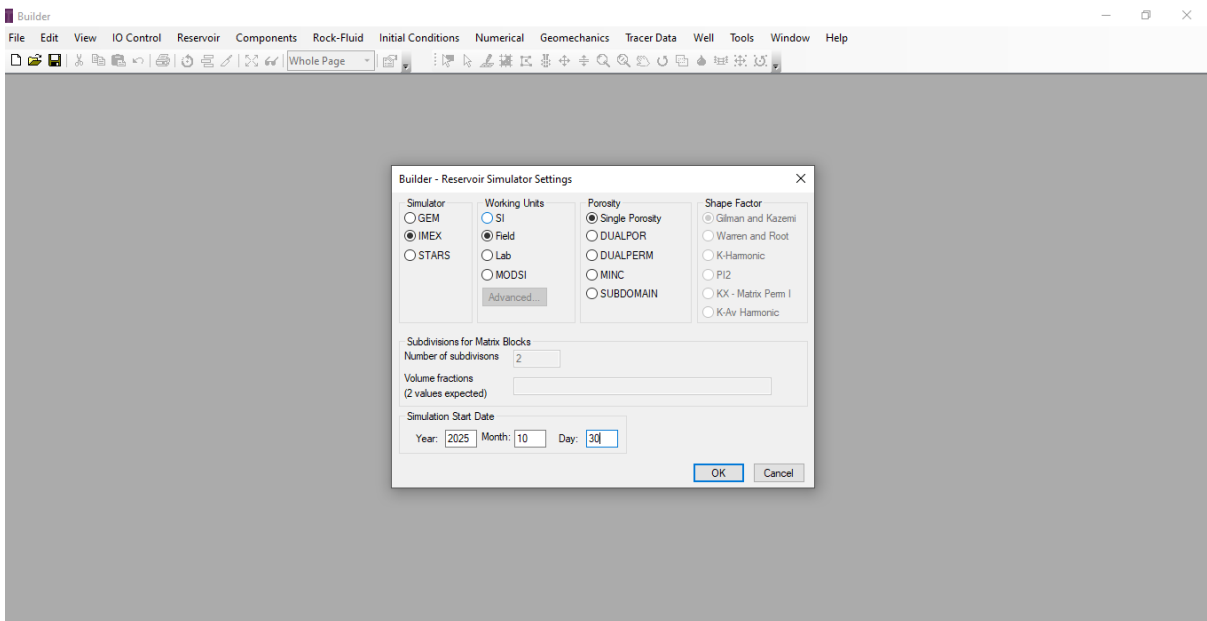 Builder
File Edit View IO Control Reservoir Components Rock-Fluid Initial Conditions Numerical Geomechanics Tracer Data Well Tools Window Help
Whole Page
Builder - Reservoir Simulator Settings
Simulator
GEM
IMEX
STARS
Working Units
SI
Field
Lab
MODSI
Advanced...
Porosity
Single Porosity
DUALPOR
DUALPERM
MINC
SUBDOMAIN
Shape Factor
Gilman and Kazemi
Warren and Root
K-Harmonic
PI2
KX - Matrix Perm I
K-Av Harmonic
Subdivisions for Matrix Blocks
Number of subdivisons 2
Volume fractions
(2 values expected)
Simulation Start Date
Year: 2025 Month: 10 Day: 30
OK Cancel